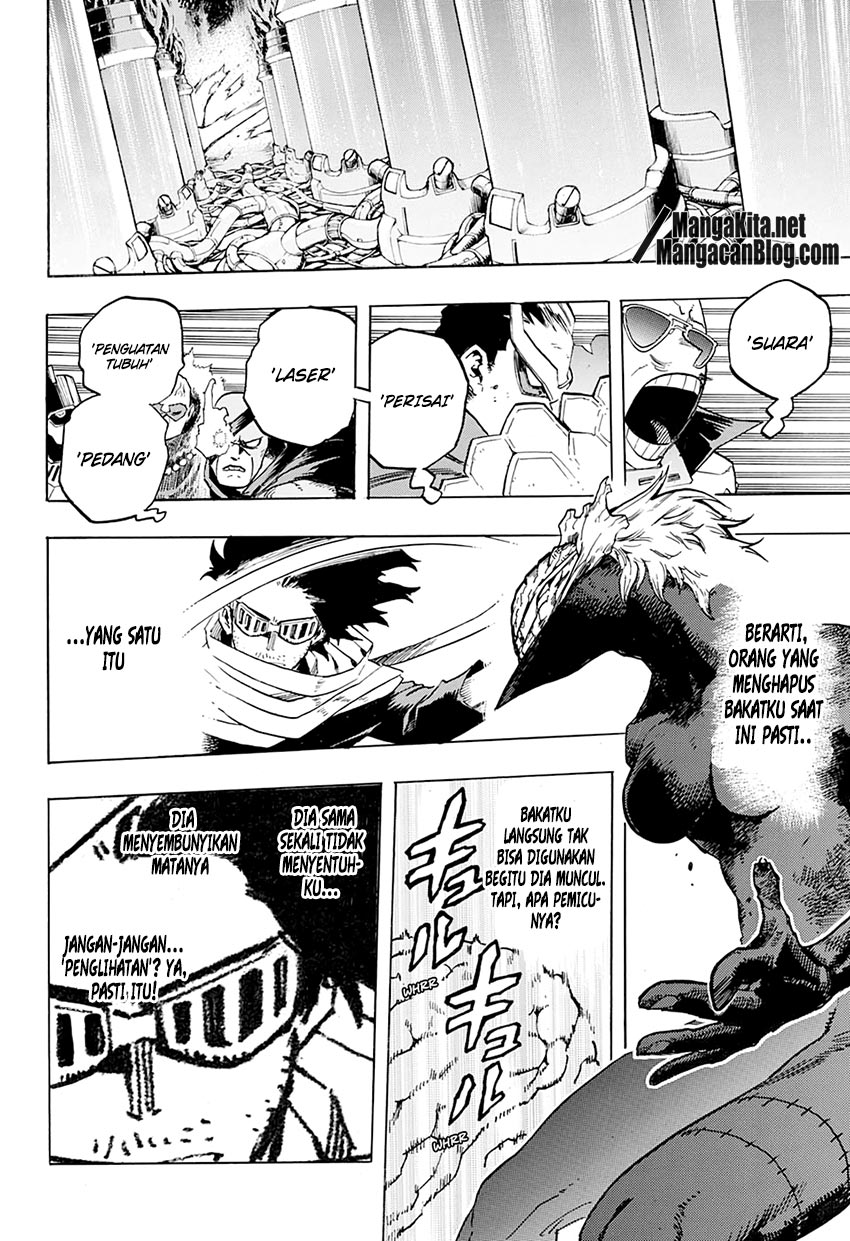 MangaKita.net
MangacanBlog.com
'SUARA'
'PERISAI'
'LASER'
'PENGUATAN
TUBUH'
'PEDANG'
BERARTI,
ORANG YANG
MENGHAPUS
BAKATKU SAAT
INI PASTI..
...YANG SATU
ITU
BAKATKU
LANGSUNG TAK
BISA DIGUNAKAN
BEGITU DIA MUNCUL.
TAPI, APA PEMICU-
NYA?
キュル
WHRR
キュル
WHRR
DIA SAMA
SEKALI TIDAK
MENYENTUH-
KU...
DIA
MENYEMBUNYIKAN
MATANYA
JANGAN-JANGAN...
"PENGLIHATAN"? YA,
PASTI ITU!